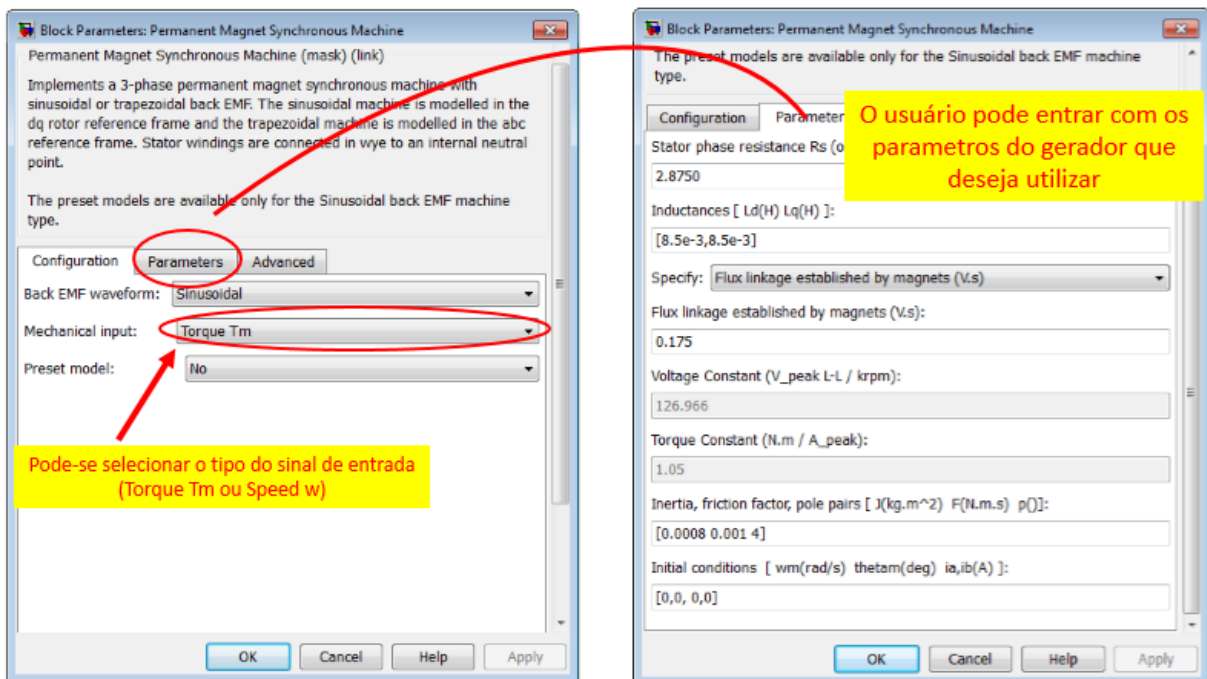 Block Parameters: Permanent Magnet Synchronous Machine
Permanent Magnet Synchronous Machine (mask) (link)
Implements a 3-phase permanent magnet synchronous machine with
sinusoidal or trapezoidal back EMF. The sinusoidal machine is modelled in the
dq rotor reference frame and the trapezoidal machine is modelled in the abc
reference frame. Stator windings are connected in wye to an internal neutral
point.
The preset models are available only for the Sinusoidal back EMF machine
type.
Configuration Parameters Advanced
Back EMF waveform: Sinusoidal
Mechanical input: Torque Tm
Preset model: No
Pode-se selecionar o tipo do sinal de entrada
(Torque Tm ou Speed w)
OK Cancel Help Apply
Block Parameters: Permanent Magnet Synchronous Machine
The preset models are available only for the Sinusoidal back EMF machine
type.
Configuration Parameter
O usuário pode entrar com os
parametros do gerador que
deseja utilizar
Stator phase resistance Rs (o
2.8750
Inductances [ Ld(H) Lq(H) ]:
[8.5e-3,8.5e-3]
Specify: Flux linkage established by magnets (V.s)
Flux linkage established by magnets (V.s):
0.175
Voltage Constant (V_peak L-L / krpm):
126.966
Torque Constant (N.m / A_peak):
1.05
Inertia, friction factor, pole pairs [ J(kg.m^2) F(N.m.s) p()]:
[0.0008 0.001 4]
Initial conditions [ wm(rad/s) thetam(deg) ia,ib(A) ]:
[0,0, 0,0]
OK Cancel Help Apply